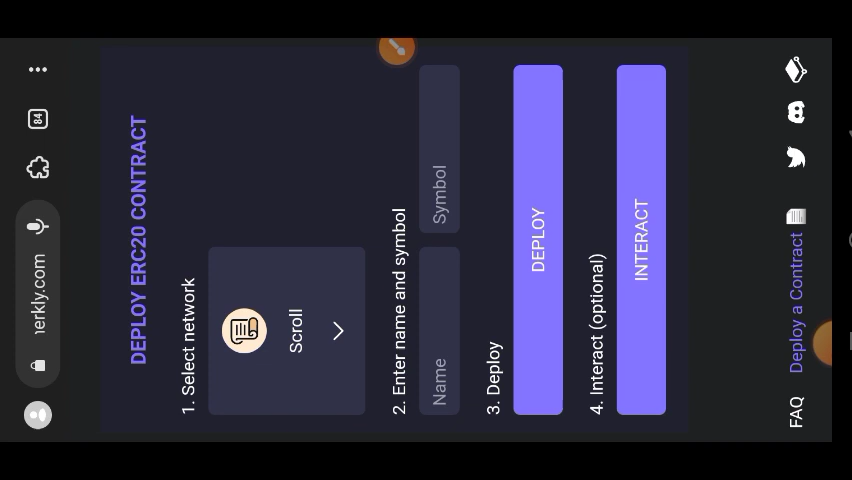 erkly.com
84
DEPLOY ERC20 CONTRACT
1. Select network
Scroll
2. Enter name and symbol
Name
Symbol
3. Deploy
DEPLOY
4. Interact (optional)
INTERACT
FAQ
Deploy a Contract